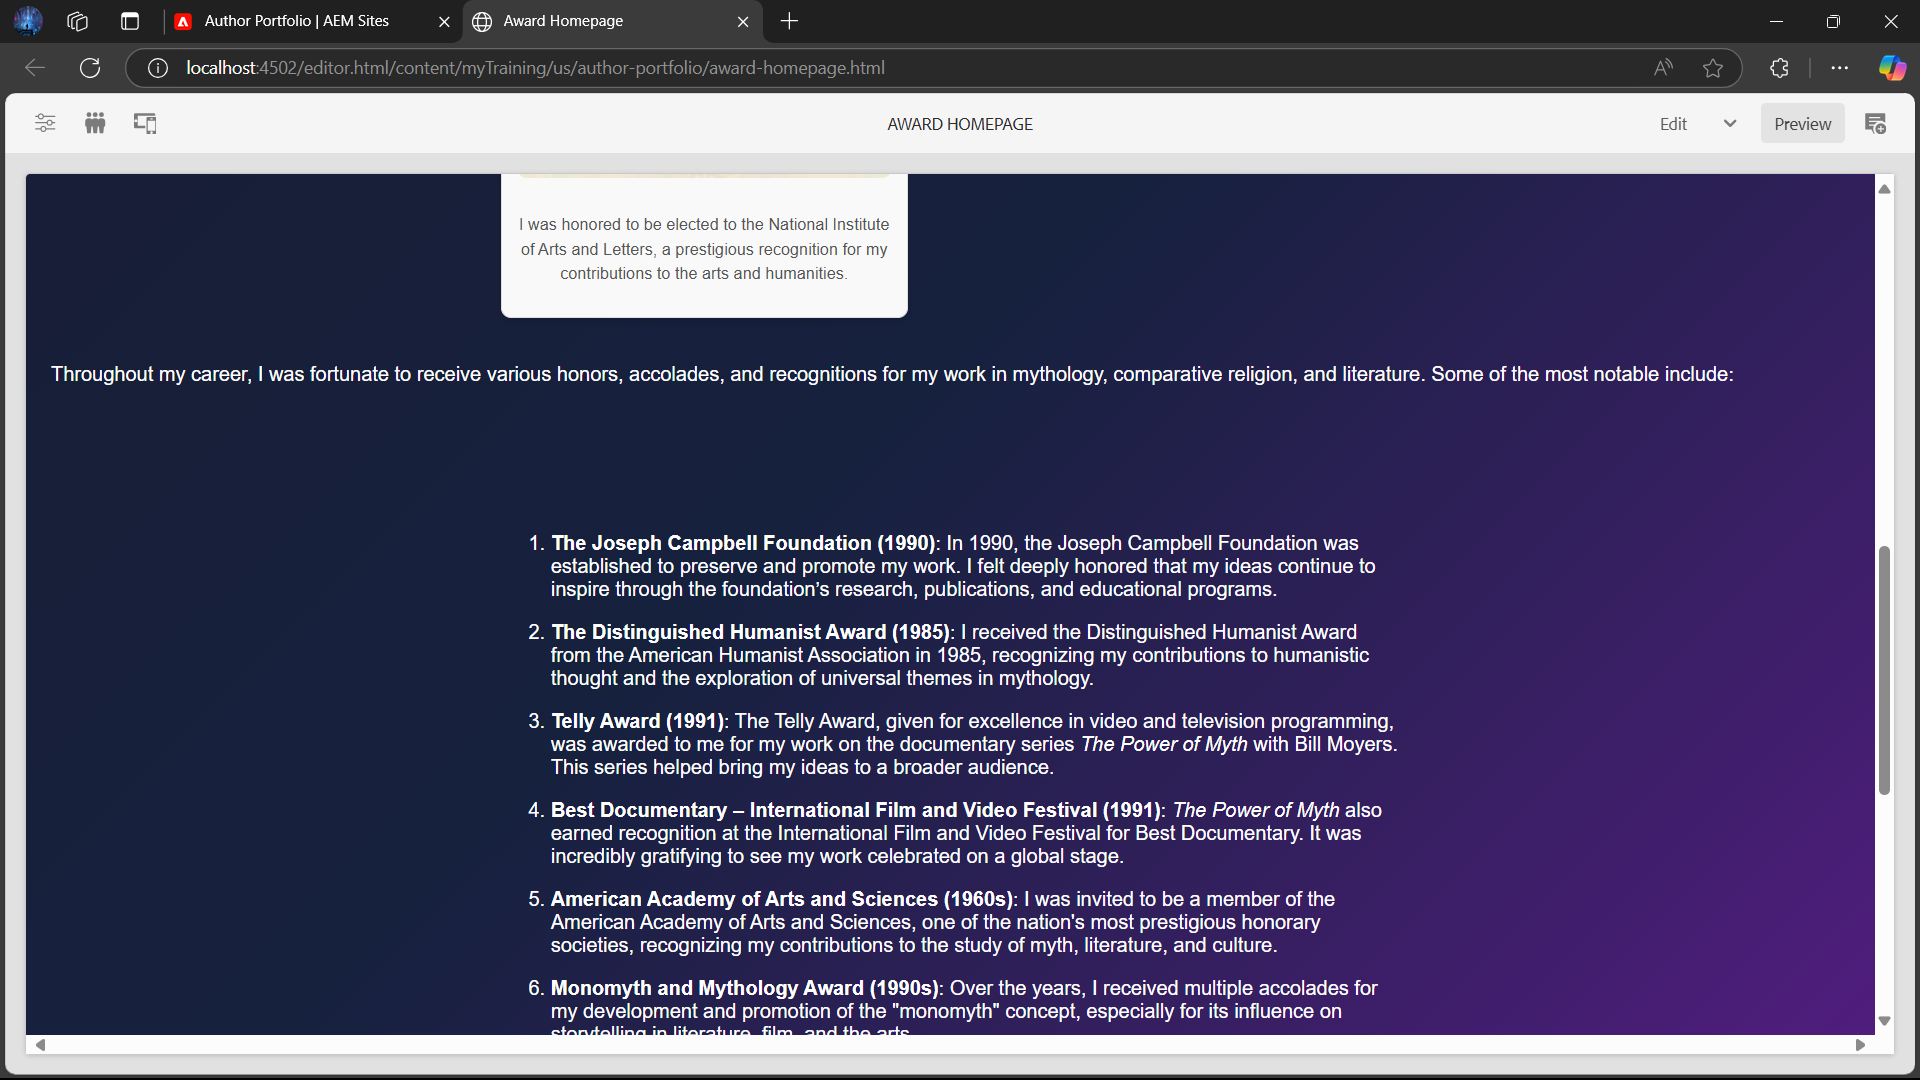 Author Portfolio | AEM Sites
Award Homepage
localhost:4502/editor.html/content/myTraining/us/author-portfolio/award-homepage.html
AWARD HOMEPAGE
Edit
Preview
I was honored to be elected to the National Institute
of Arts and Letters, a prestigious recognition for my
contributions to the arts and humanities.
Throughout my career, I was fortunate to receive various honors, accolades, and recognitions for my work in mythology, comparative religion, and literature. Some of the most notable include:
1. The Joseph Campbell Foundation (1990): In 1990, the Joseph Campbell Foundation was
established to preserve and promote my work. I felt deeply honored that my ideas continue to
inspire through the foundation’s research, publications, and educational programs.
2. The Distinguished Humanist Award (1985): I received the Distinguished Humanist Award
from the American Humanist Association in 1985, recognizing my contributions to humanistic
thought and the exploration of universal themes in mythology.
3. Telly Award (1991): The Telly Award, given for excellence in video and television programming,
was awarded to me for my work on the documentary series The Power of Myth with Bill Moyers.
This series helped bring my ideas to a broader audience.
4. Best Documentary – International Film and Video Festival (1991): The Power of Myth also
earned recognition at the International Film and Video Festival for Best Documentary. It was
incredibly gratifying to see my work celebrated on a global stage.
5. American Academy of Arts and Sciences (1960s): I was invited to be a member of the
American Academy of Arts and Sciences, one of the nation's most prestigious honorary
societies, recognizing my contributions to the study of myth, literature, and culture.
6. Monomyth and Mythology Award (1990s): Over the years, I received multiple accolades for
my development and promotion of the "monomyth" concept, especially for its influence on
storytelling in literature, film, and the arts.